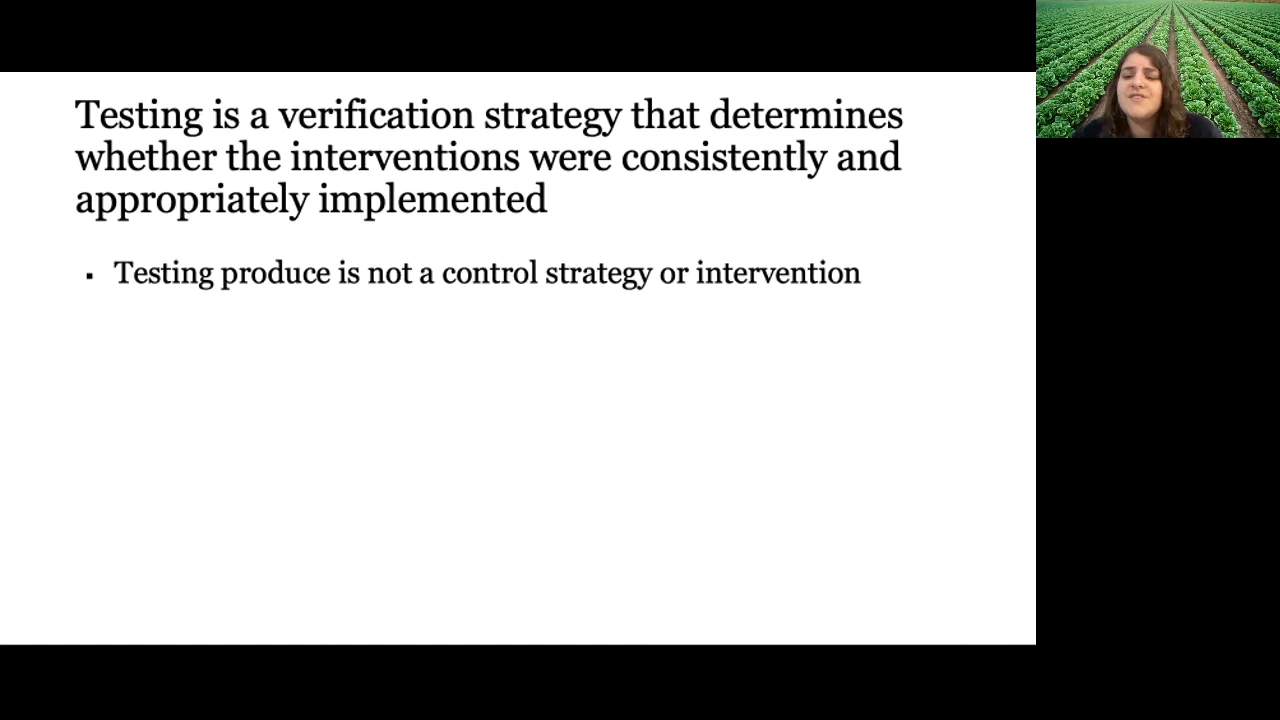 Testing is a verification strategy that determines
whether the interventions were consistently and
appropriately implemented
▪ Testing produce is not a control strategy or intervention